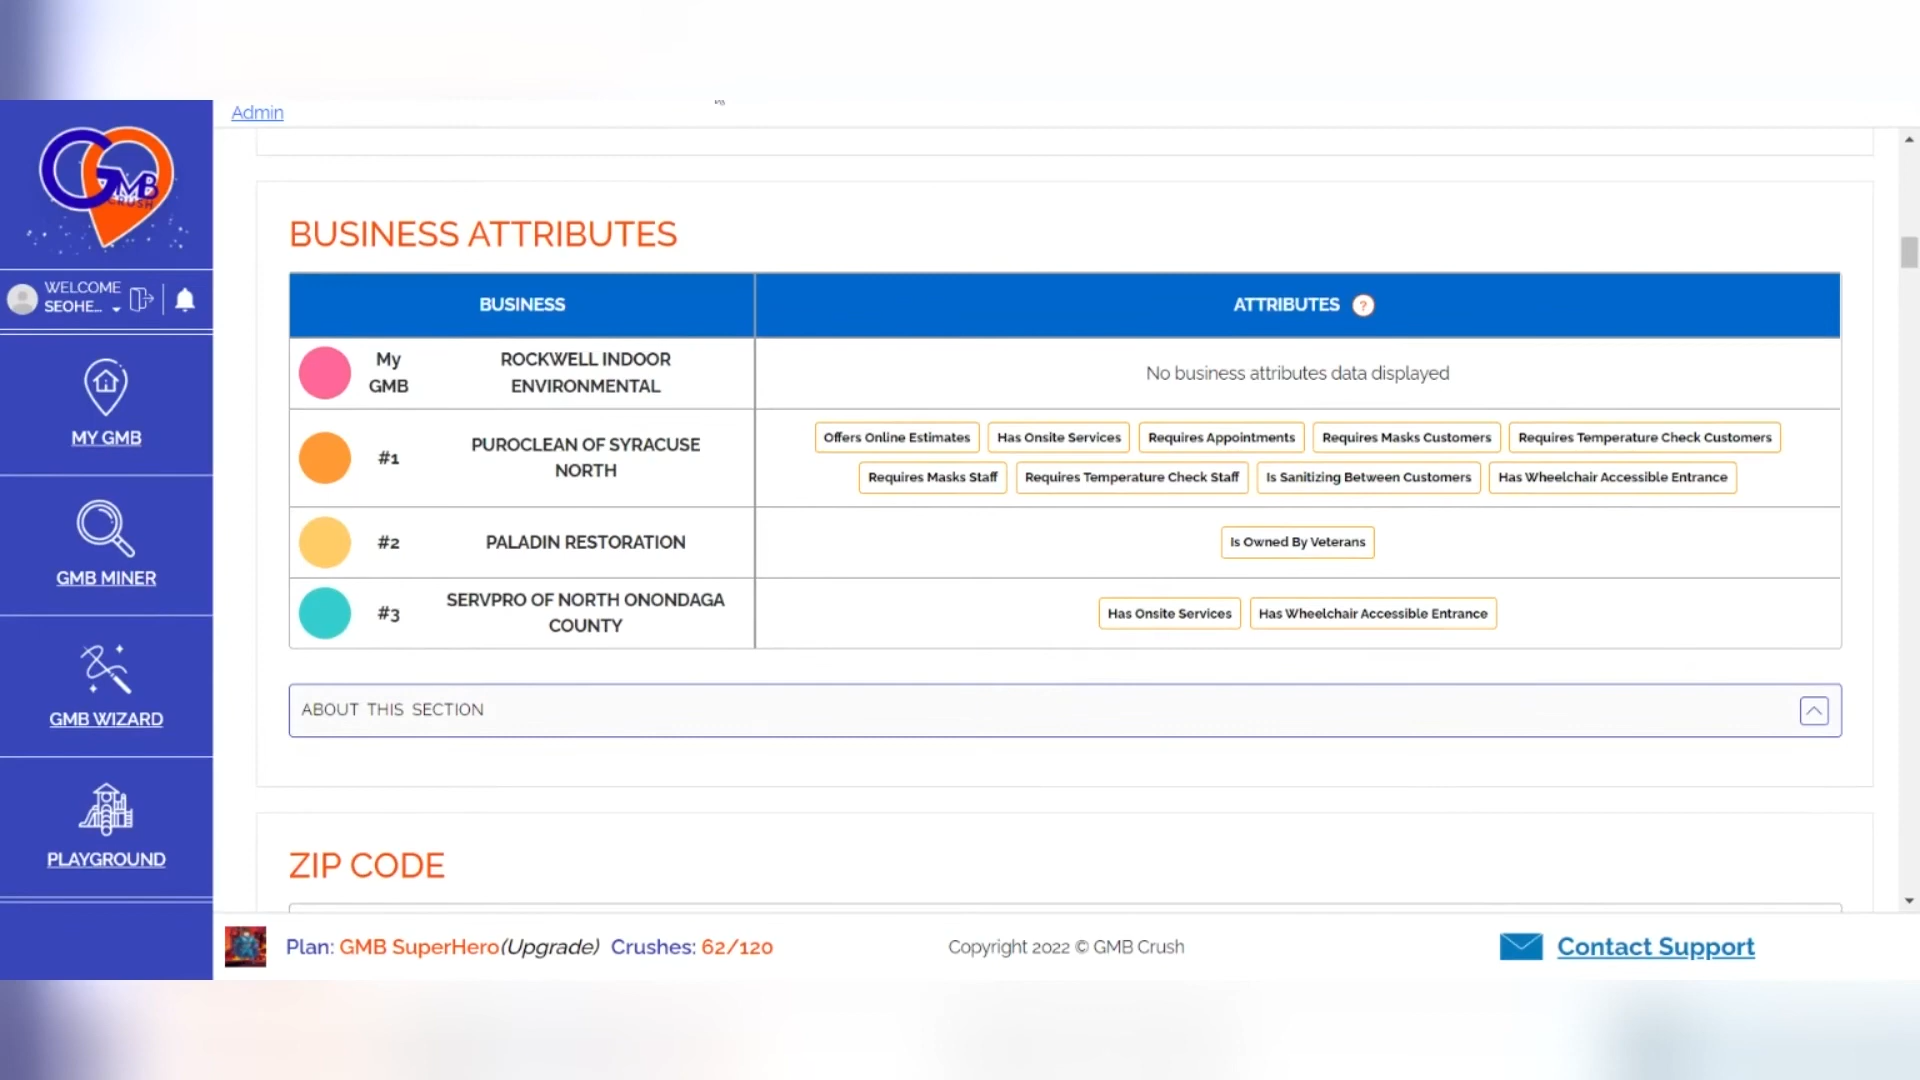 Admin
GMB
CRUSH
WELCOME
SEOHE...
MY GMB
GMB MINER
GMB WIZARD
PLAYGROUND
BUSINESS ATTRIBUTES
BUSINESS ATTRIBUTES ?
My GMB ROCKWELL INDOOR ENVIRONMENTAL No business attributes data displayed
#1 PUROCLEAN OF SYRACUSE NORTH
Offers Online Estimates Has Onsite Services Requires Appointments Requires Masks Customers Requires Temperature Check Customers
Requires Masks Staff Requires Temperature Check Staff Is Sanitizing Between Customers Has Wheelchair Accessible Entrance
#2 PALADIN RESTORATION Is Owned By Veterans
#3 SERVPRO OF NORTH ONONDAGA COUNTY Has Onsite Services Has Wheelchair Accessible Entrance
ABOUT THIS SECTION
ZIP CODE
Plan: GMB SuperHero(Upgrade) Crushes: 62/120 Copyright 2022 © GMB Crush Contact Support